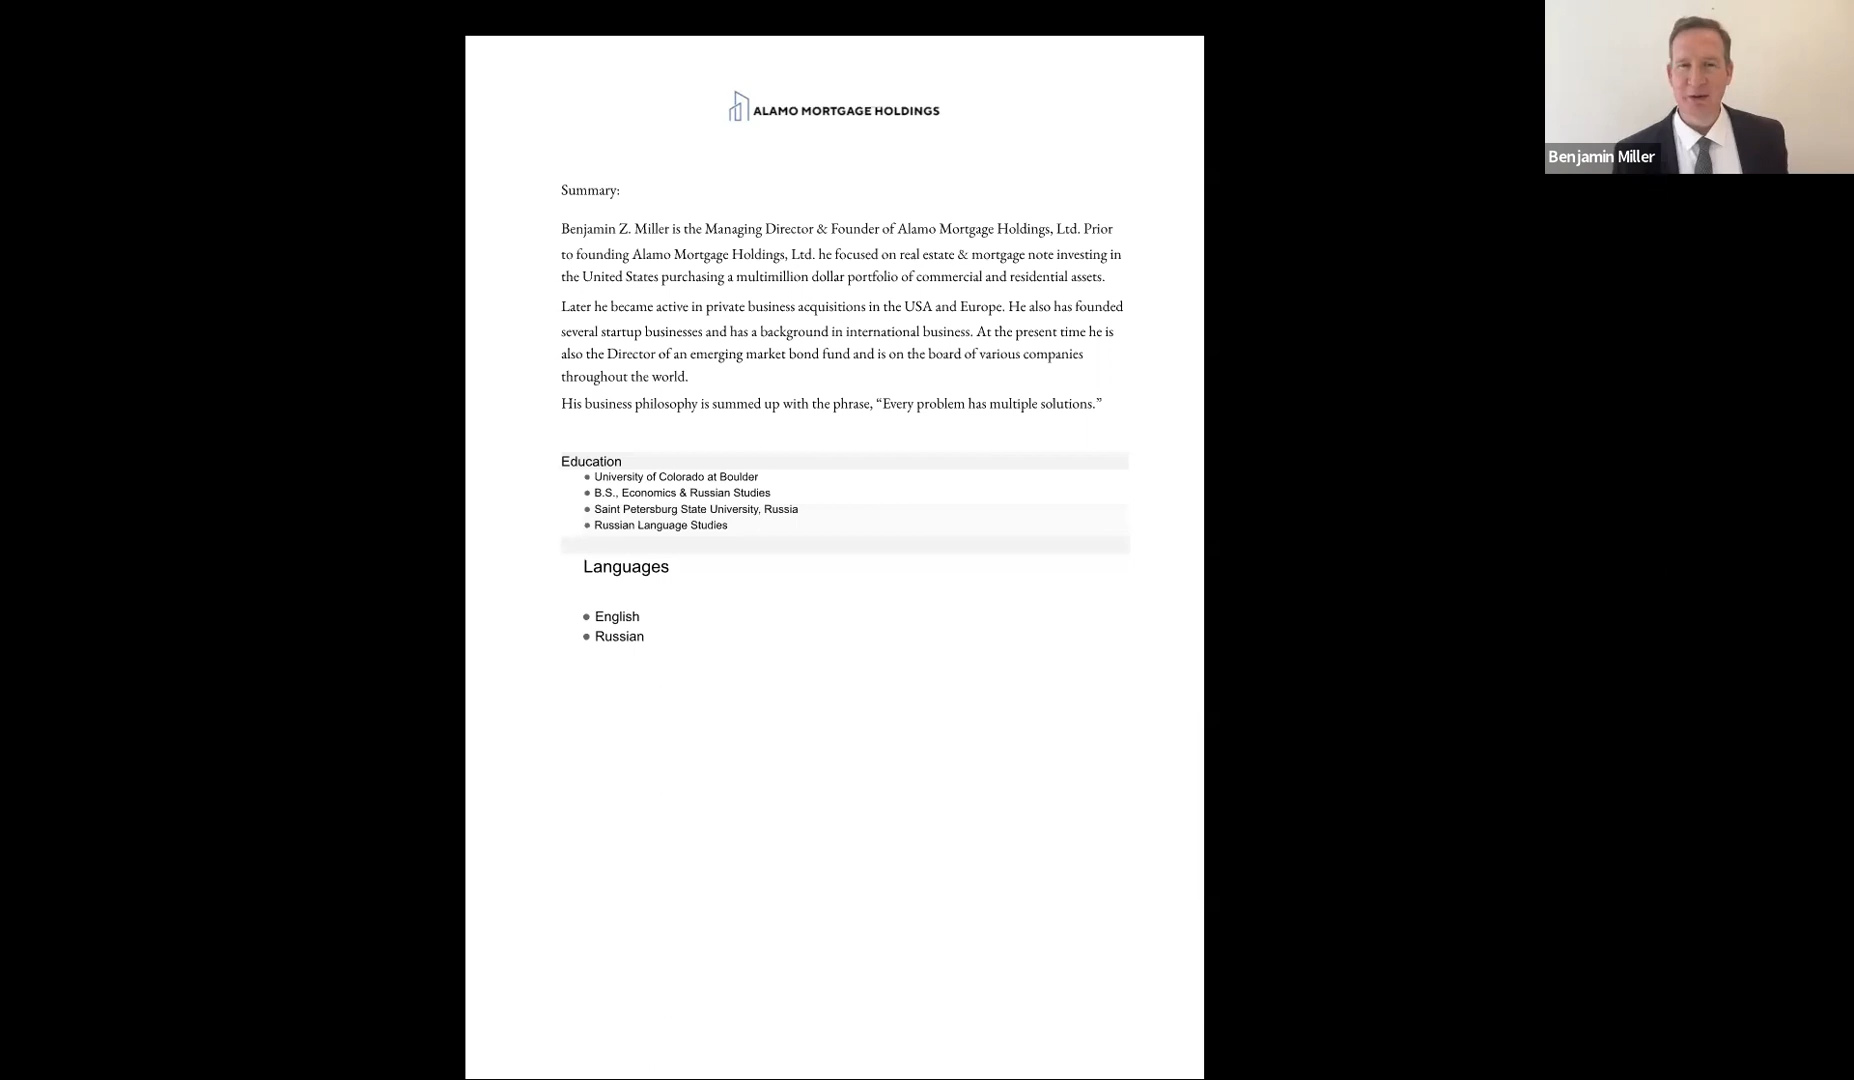 ALAMO MORTGAGE HOLDINGS
Benjamin Miller
Summary:
Benjamin Z. Miller is the Managing Director & Founder of Alamo Mortgage Holdings, Ltd. Prior
to founding Alamo Mortgage Holdings, Ltd. he focused on real estate & mortgage note investing in
the United States purchasing a multimillion dollar portfolio of commercial and residential assets.
Later he became active in private business acquisitions in the USA and Europe. He also has founded
several startup businesses and has a background in international business. At the present time he is
also the Director of an emerging market bond fund and is on the board of various companies
throughout the world.
His business philosophy is summed up with the phrase, “Every problem has multiple solutions.”
Education
● University of Colorado at Boulder
● B.S., Economics & Russian Studies
● Saint Petersburg State University, Russia
● Russian Language Studies
Languages
● English
● Russian